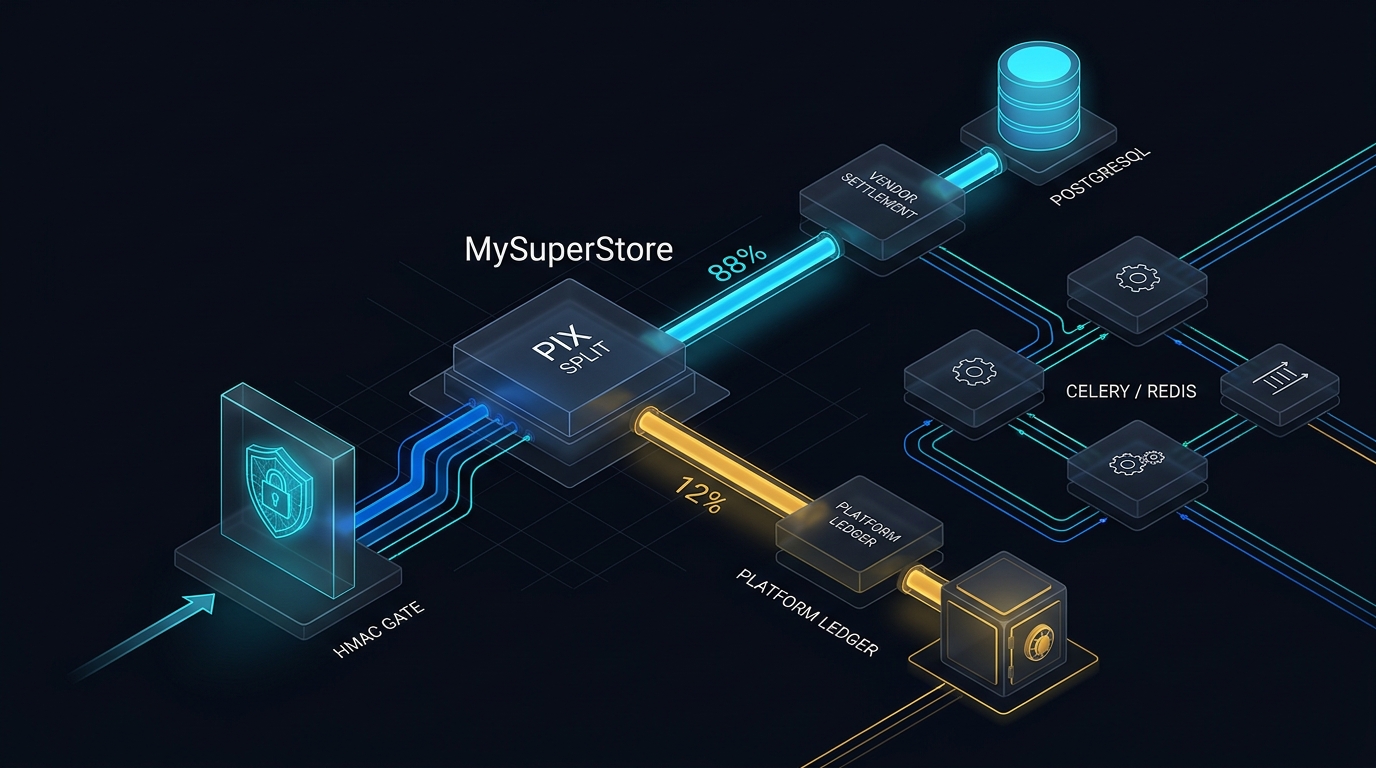 MySuperStore
PIX
SPLIT
88%
12%
VENDOR
SETTLEMENT
POSTGRESQL
CELERY / REDIS
HMAC GATE
PLATFORM
LEDGER
PLATFORM LEDGER